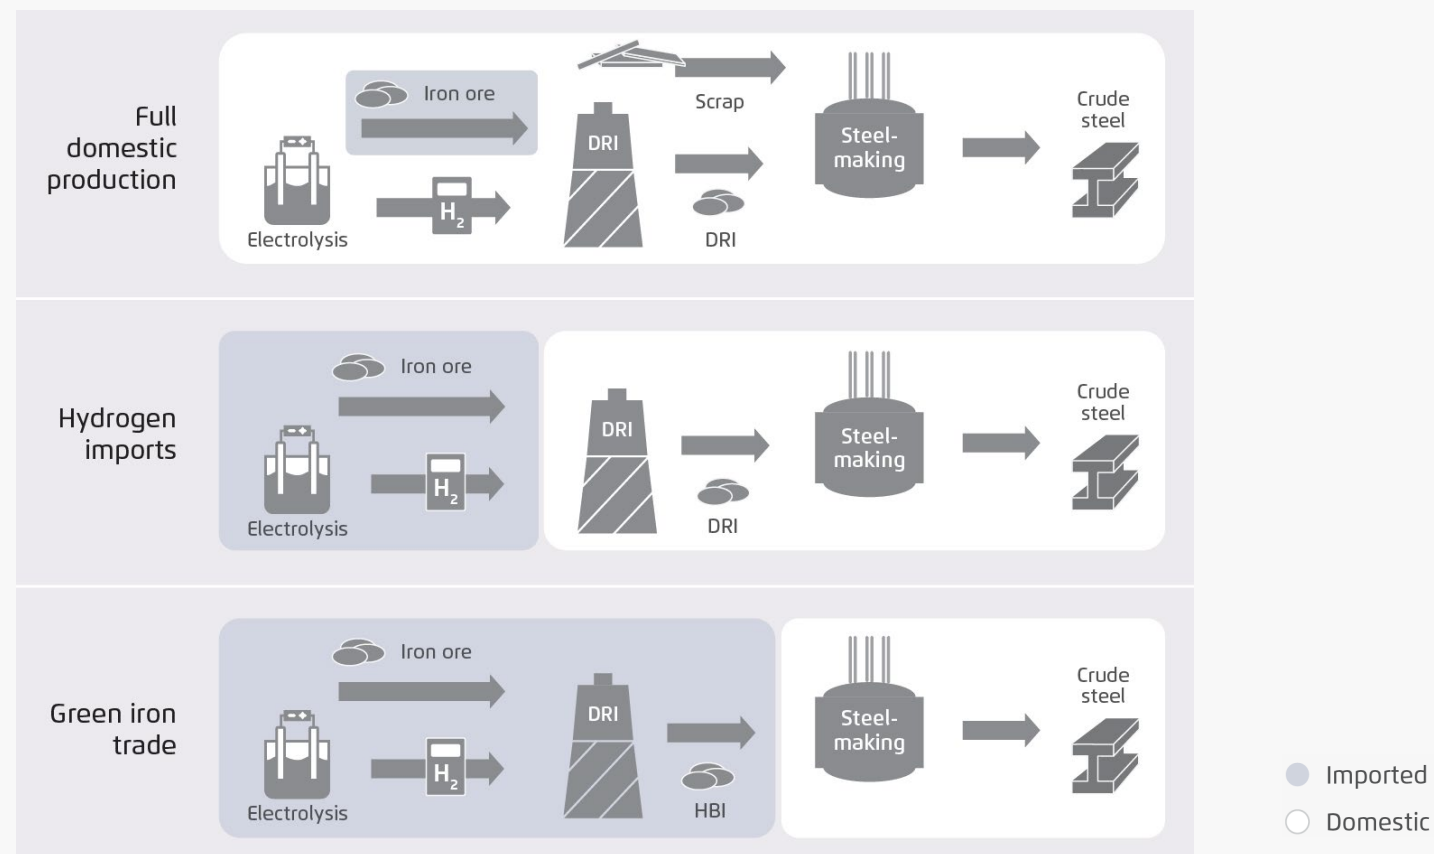 Full
domestic
production
Iron ore
Electrolysis
H₂
DRI
Scrap
DRI
Steel-
making
Crude
steel
Hydrogen
imports
Iron ore
Electrolysis
H₂
DRI
DRI
Steel-
making
Crude
steel
Green iron
trade
Iron ore
Electrolysis
H₂
DRI
HBI
Steel-
making
Crude
steel
Imported
Domestic